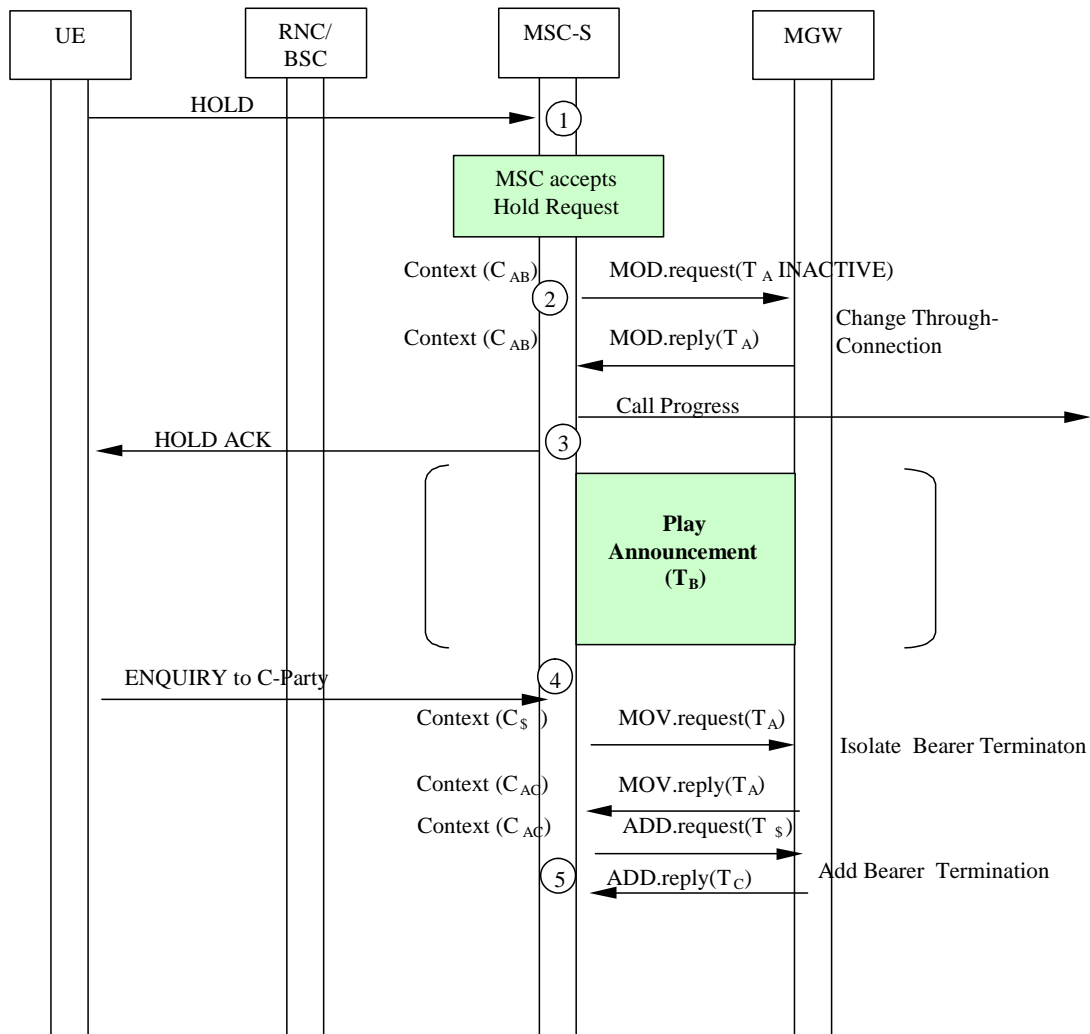 UE
RNC/
BSC
MSC-S
MGW
HOLD
1
MSC accepts
Hold Request
Context (C AB)
MOD.request(T A INACTIVE)
2
Change Through-
Connection
Context (C AB)
MOD.reply(T A)
Call Progress
HOLD ACK
3
Play
Announcement
(TB)
ENQUIRY to C-Party
4
Context (C $ )
MOV.request(T A)
Isolate Bearer Terminaton
Context (C AC)
MOV.reply(T A)
Context (C AC)
ADD.request(T $)
5
ADD.reply(T C)
Add Bearer Termination